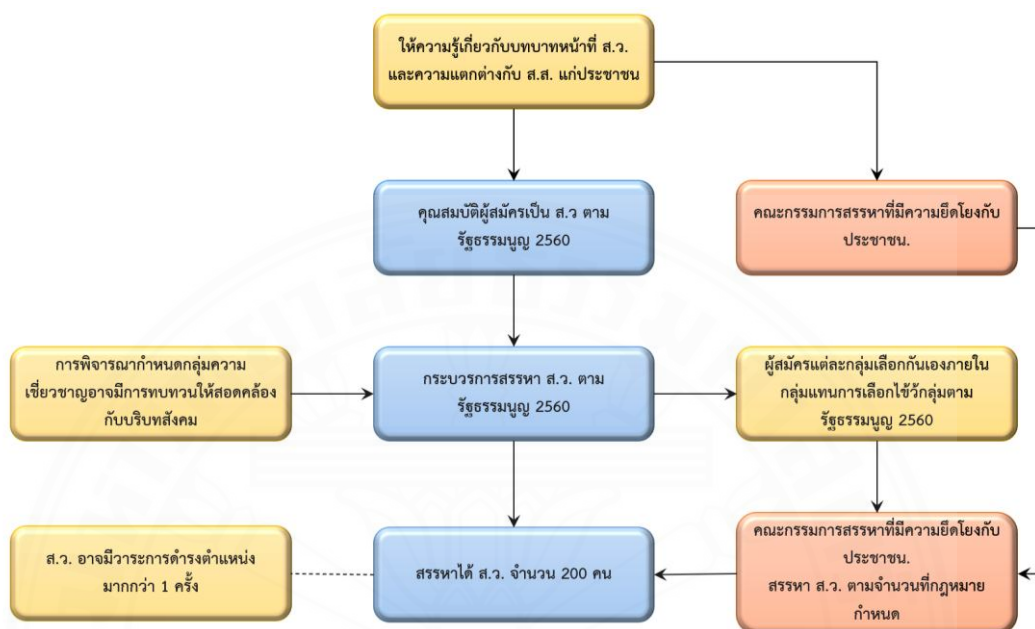 ให้ความรู้เกี่ยวกับบทบาทหน้าที่ ส.ว.
และความแตกต่างกับ ส.ส. แก่ประชาชน
คุณสมบัติผู้สมัครเป็น ส.ว ตาม
รัฐธรรมนูญ 2560
คณะกรรมการสรรหาที่มีความยึดโยงกับ
ประชาชน.
การพิจารณากำหนดกลุ่มความ
เชี่ยวชาญอาจมีการทบทวนให้สอดคล้อง
กับบริบทสังคม
กระบวรการสรรหา ส.ว. ตาม
รัฐธรรมนูญ 2560
ผู้สมัครแต่ละกลุ่มเลือกกันเองภายใน
กลุ่มแทนการเลือกไข้ว้กลุ่มตาม
รัฐธรรมนูญ 2560
ส.ว. อาจมีวาระการดำรงตำแหน่ง
มากกว่า 1 ครั้ง
สรรหาได้ ส.ว. จำนวน 200 คน
คณะกรรมการสรรหาที่มีความยึดโยงกับ
ประชาชน.
สรรหา ส.ว. ตามจำนวนที่กฎหมาย
กำหนด